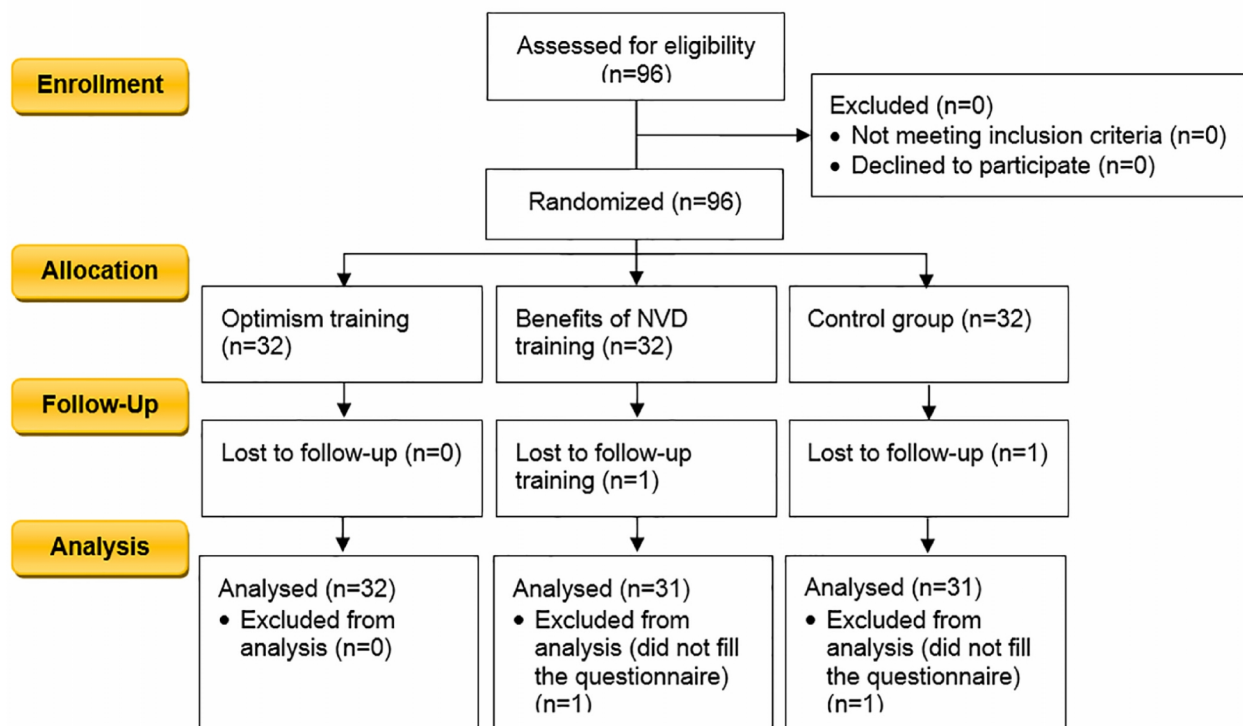 Enrollment
Assessed for eligibility
(n=96)
Excluded (n=0)
• Not meeting inclusion criteria (n=0)
• Declined to participate (n=0)
Randomized (n=96)
Allocation
Optimism training
(n=32)
Benefits of NVD
training (n=32)
Control group (n=32)
Follow-Up
Lost to follow-up (n=0)
Lost to follow-up
training (n=1)
Lost to follow-up (n=1)
Analysis
Analysed (n=32)
• Excluded from
analysis (n=0)
Analysed (n=31)
• Excluded from
analysis (did not fill
the questionnaire)
(n=1)
Analysed (n=31)
• Excluded from
analysis (did not fill
the questionnaire)
(n=1)